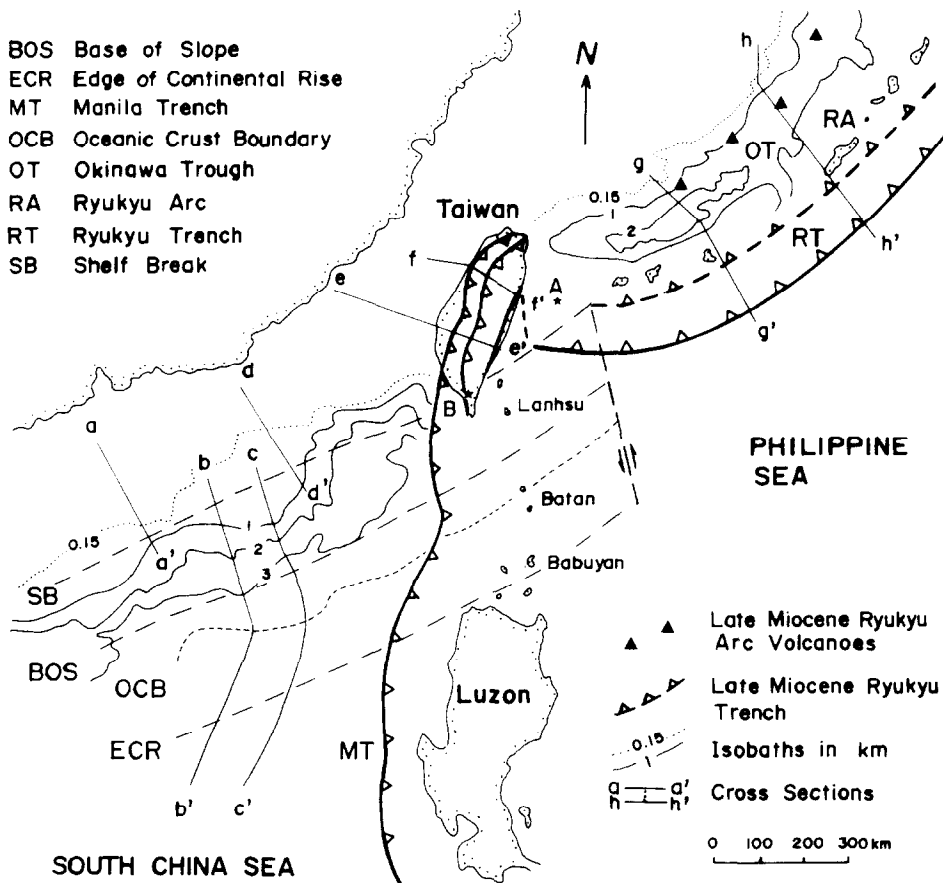 BOS Base of Slope
ECR Edge of Continental Rise
MT Manila Trench
OCB Oceanic Crust Boundary
OT Okinawa Trough
RA Ryukyu Arc
RT Ryukyu Trench
SB Shelf Break
N
h
RA
OT
g
0.15
1
2
Taiwan
f
RT
h'
e
A
f'
g'
e'
d
B
Lanhsu
a
b
c
PHILIPPINE
SEA
d'
Batan
0.15
a'
1
2
3
Babuyan
SB
BOS
OCB
Luzon
ECR
MT
b'
c'
SOUTH CHINA SEA
Late Miocene Ryukyu
Arc Volcanoes
Late Miocene Ryukyu
Trench
0.15
1
Isobaths in km
a a'
h h'
Cross Sections
0 100 200 300 km